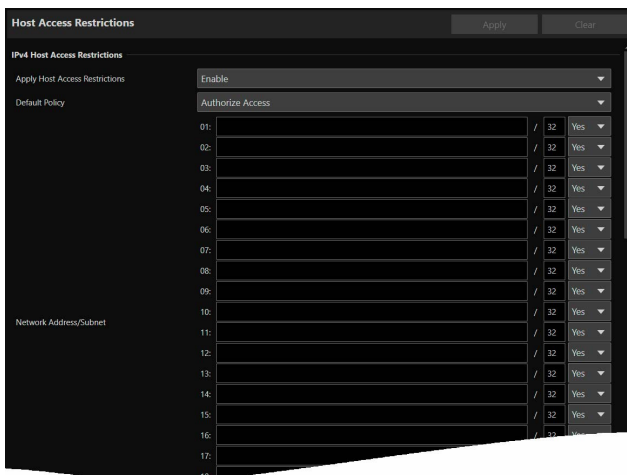 Host Access Restrictions Apply Clear
IPv4 Host Access Restrictions
Apply Host Access Restrictions Enable
Default Policy Authorize Access
01: / 32 Yes
02: / 32 Yes
03: / 32 Yes
04: / 32 Yes
05: / 32 Yes
06: / 32 Yes
07: / 32 Yes
08: / 32 Yes
09: / 32 Yes
10: / 32 Yes
Network Address/Subnet
11: / 32 Yes
12: / 32 Yes
13: / 32 Yes
14: / 32 Yes
15: / 32 Yes
16: / 32 Yes
17: